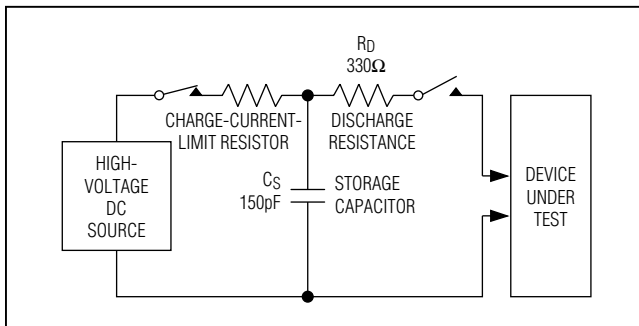 RD
330Ω
CHARGE-CURRENT-
LIMIT RESISTOR
DISCHARGE
RESISTANCE
HIGH-
VOLTAGE
DC
SOURCE
CS
150pF
STORAGE
CAPACITOR
DEVICE
UNDER
TEST